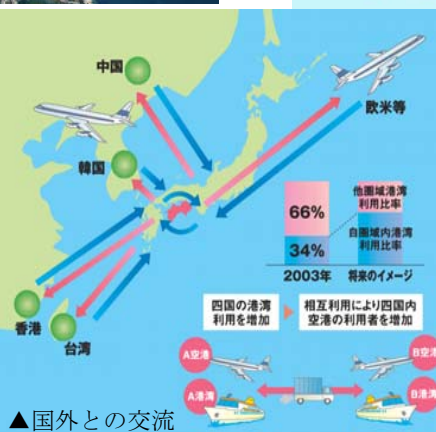 中国
韓国
欧米等
66%
34%
2003年
他圏域港湾
利用比率
自圏域内港湾
利用比率
将来のイメージ
香港
台湾
四国の港湾
利用を増加
相互利用により四国内
空港の利用者を増加
A空港
B空港
A港湾
B港湾
▲国外との交流